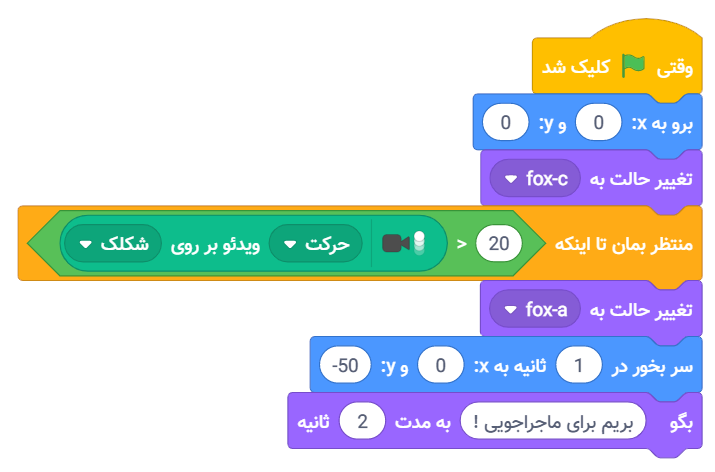 وقتی کلیک شد
برو به x: 0 و y: 0
تغییر حالت به fox-c
منتظر بمان تا اینکه 20 < حرکت ویدئو بر روی شکلک
تغییر حالت به fox-a
سر بخور در 1 ثانیه به x: 0 و y: -50
بگو بریم برای ماجراجویی ! به مدت 2 ثانیه